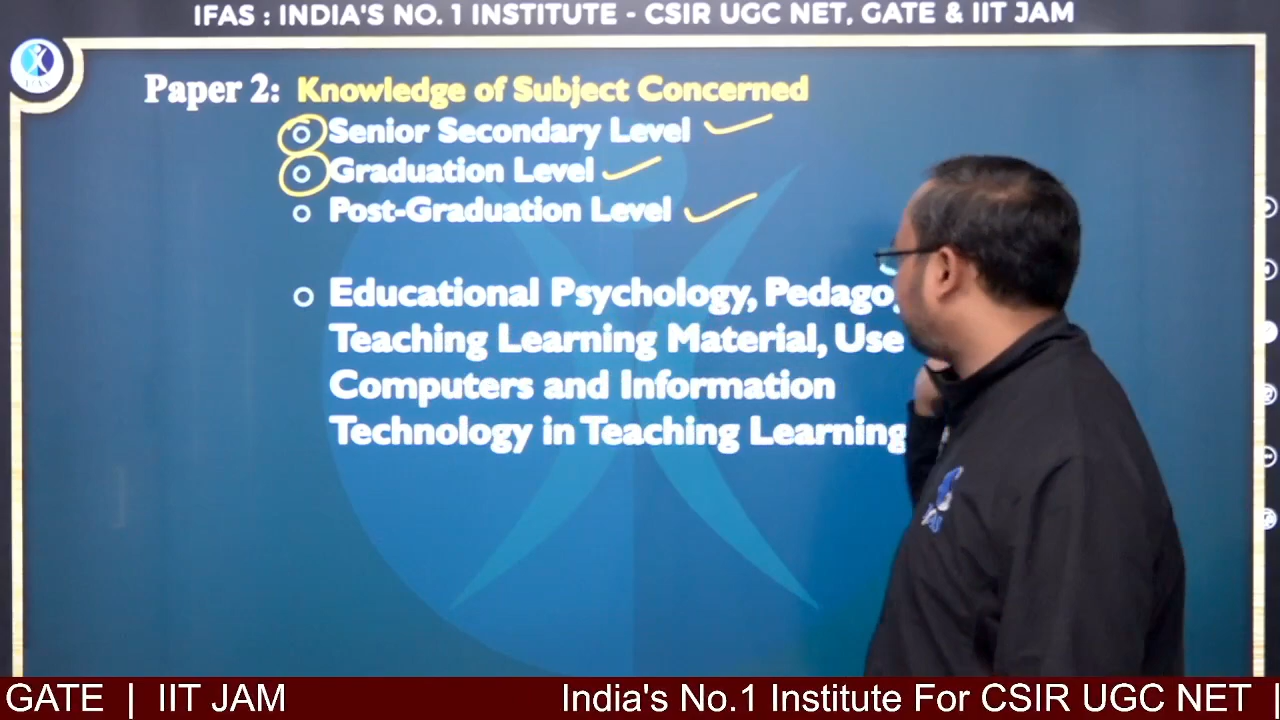 IFAS : INDIA'S NO. 1 INSTITUTE - CSIR UGC NET, GATE & IIT JAM
Paper 2: Knowledge of Subject Concerned
Senior Secondary Level
Graduation Level
Post-Graduation Level
Educational Psychology, Pedago
Teaching Learning Material, Use
Computers and Information
Technology in Teaching Learning
GATE | IIT JAM India's No.1 Institute For CSIR UGC NET |